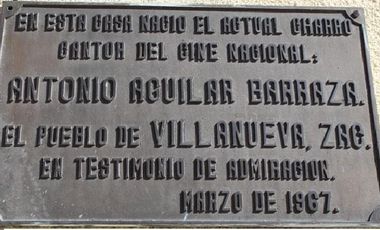 EN ESTA CASA NACIO EL ACTUAL CHARRO
CANTOR DEL CINE NACIONAL:
ANTONIO AGUILAR BARRAZA.
EL PUEBLO DE VILLANUEVA, ZAC.
EN TESTIMONIO DE ADMIRACION.
MARZO DE 1967.